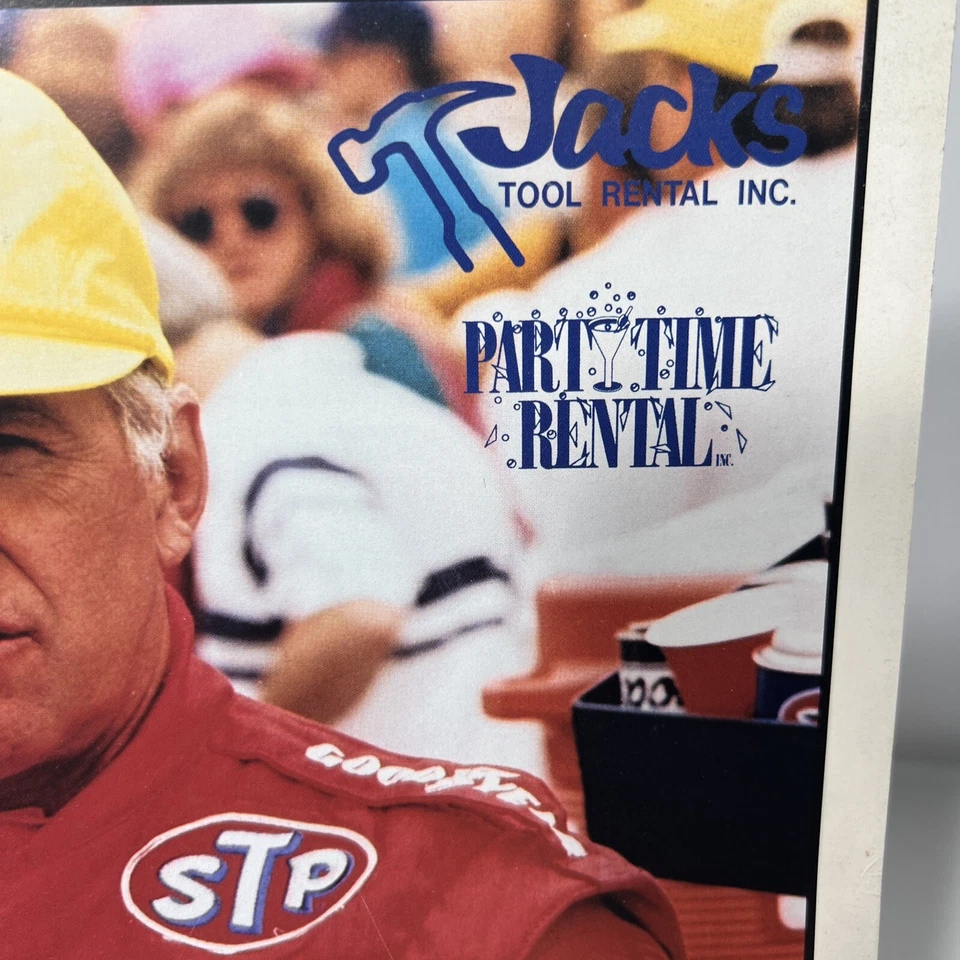 Jack's
TOOL RENTAL INC.
PARTY TIME
RENTAL INC.
GOODYEAR
STP